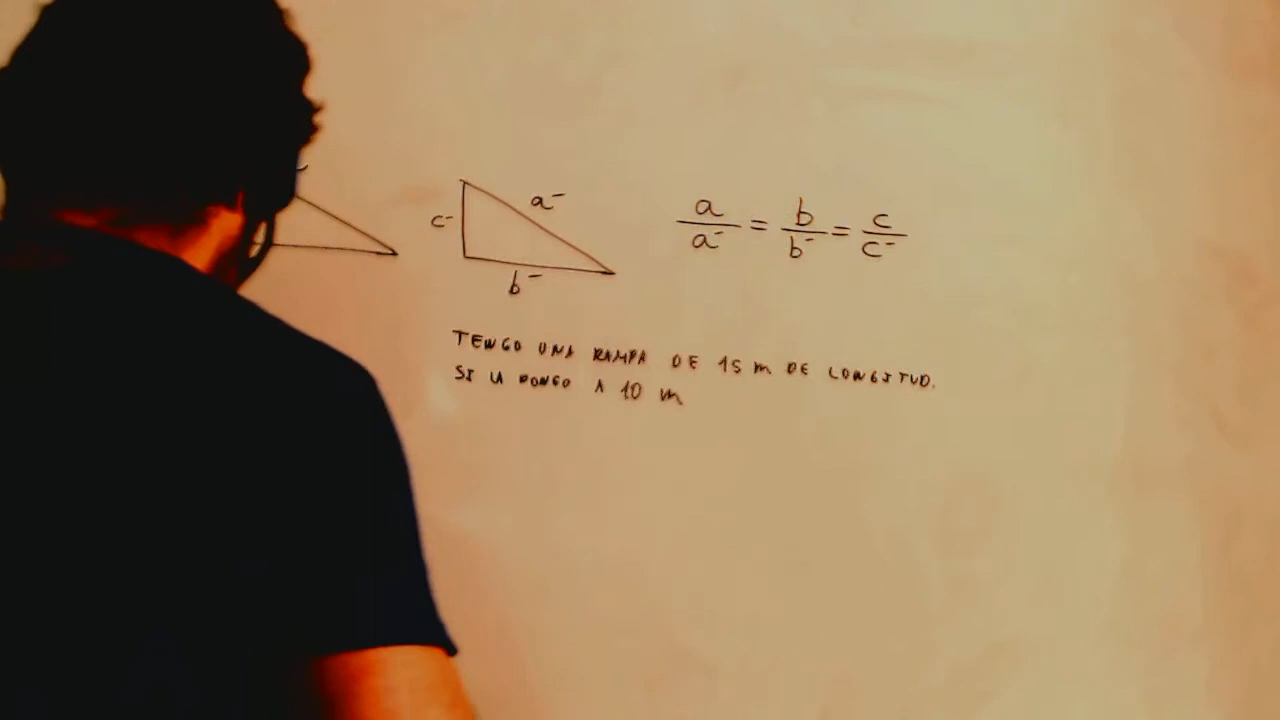 c-
a-
b-
a/a- = b/b- = c/c-
TENGO UNA RAMPA DE 15 m DE LONGITUD.
SI LA PONGO A 10 m